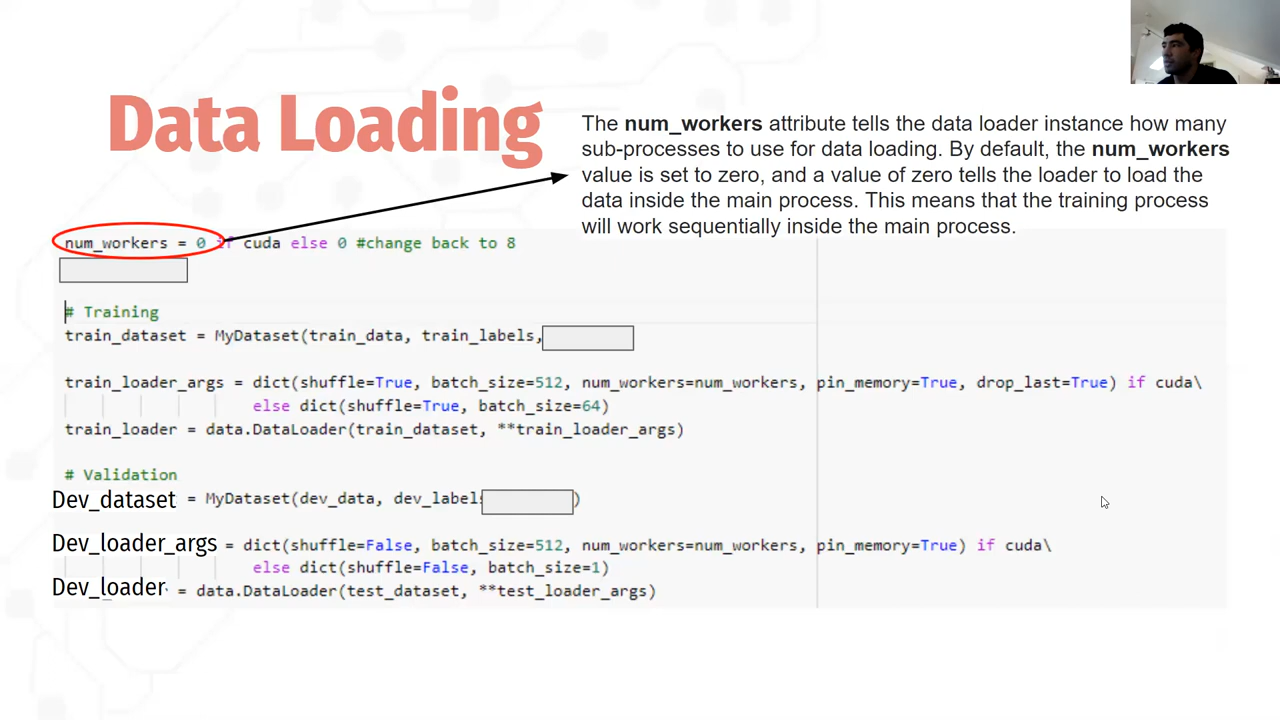 Data Loading
The num_workers attribute tells the data loader instance how many
sub-processes to use for data loading. By default, the num_workers
value is set to zero, and a value of zero tells the loader to load the
data inside the main process. This means that the training process
will work sequentially inside the main process.
num_workers = 0 if cuda else 0 #change back to 8
# Training
train_dataset = MyDataset(train_data, train_labels,
train_loader_args = dict(shuffle=True, batch_size=512, num_workers=num_workers, pin_memory=True, drop_last=True) if cuda\
else dict(shuffle=True, batch_size=64)
train_loader = data.DataLoader(train_dataset, **train_loader_args)
# Validation
Dev_dataset = MyDataset(dev_data, dev_labels)
Dev_loader_args = dict(shuffle=False, batch_size=512, num_workers=num_workers, pin_memory=True) if cuda\
else dict(shuffle=False, batch_size=1)
Dev_loader = data.DataLoader(test_dataset, **test_loader_args)